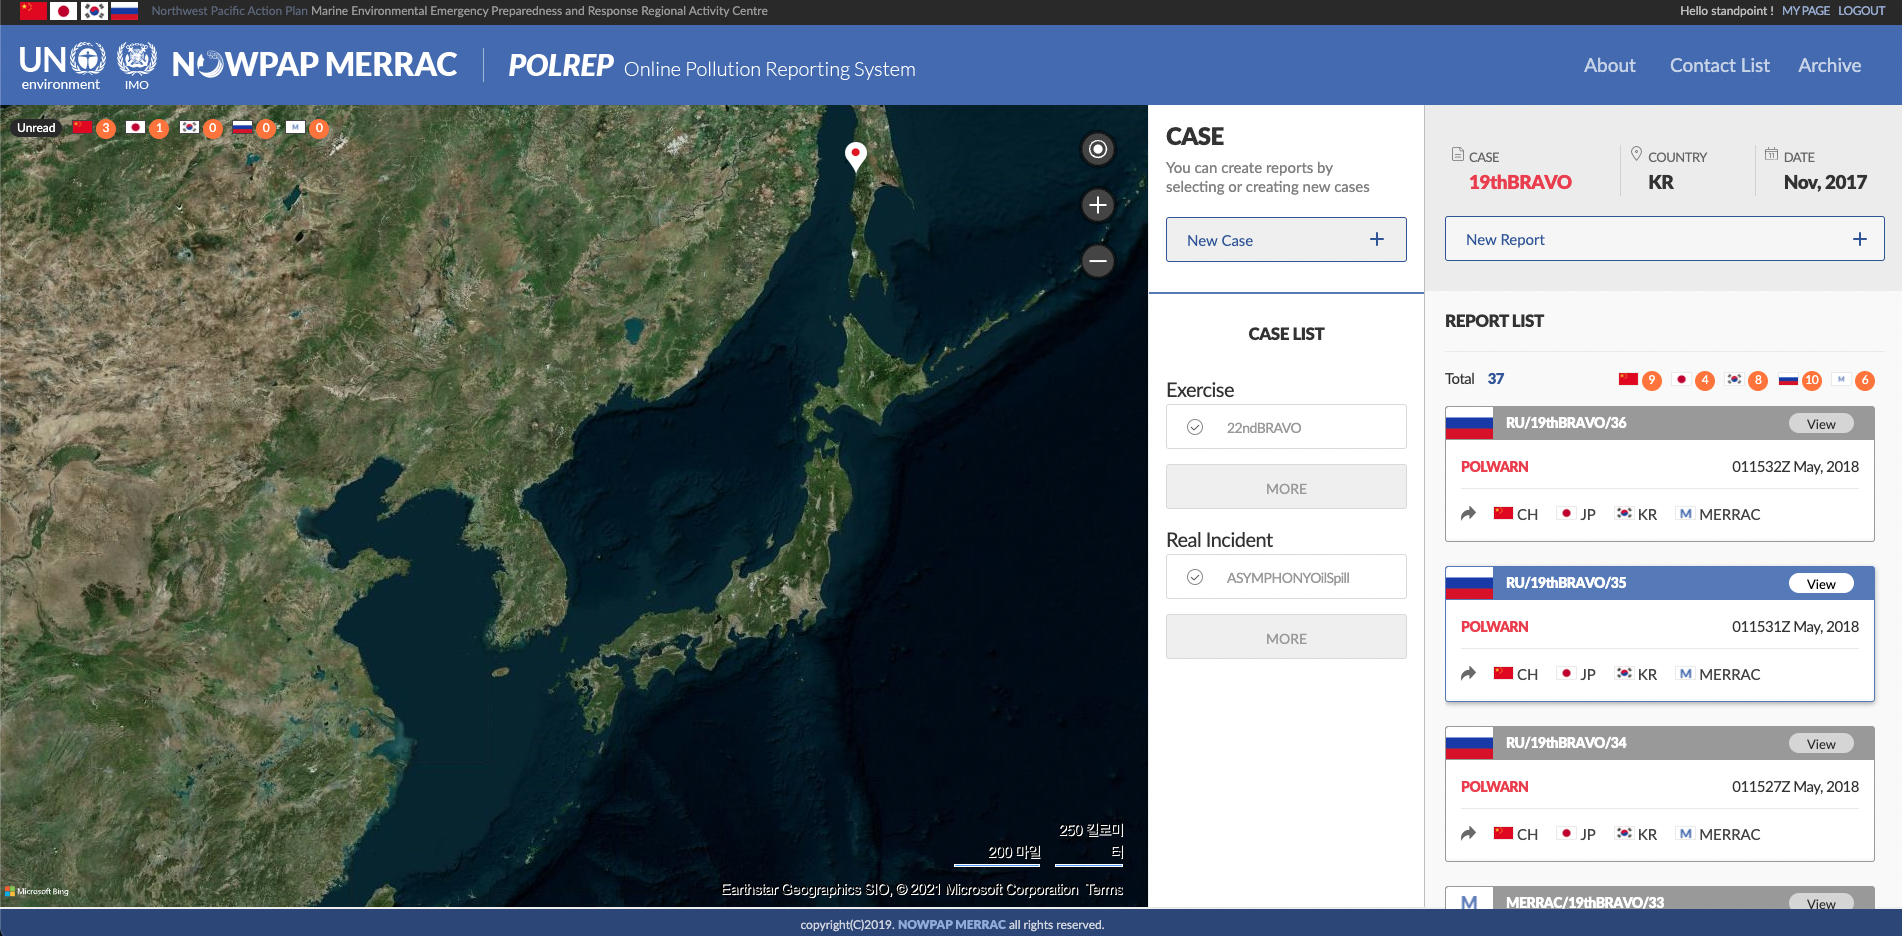 Northwest Pacific Action Plan Marine Environmental Emergency Preparedness and Response Regional Activity Centre
Hello standpoint ! MY PAGE LOGOUT
UN environment
IMO
NOWPAP MERRAC
POLREP Online Pollution Reporting System
About Contact List Archive
Unread 3 1 0 0 M 0
250 킬로미터
200 마일
Earthstar Geographics SIO, © 2021 Microsoft Corporation Terms
Microsoft Bing
CASE
You can create reports by
selecting or creating new cases
New Case +
CASE LIST
Exercise
22ndBRAVO
MORE
Real Incident
ASYMPHONYOilSpill
MORE
CASE COUNTRY DATE
19thBRAVO KR Nov, 2017
New Report +
REPORT LIST
Total 37 9 4 8 10 M 6
RU/19thBRAVO/36 View
POLWARN 011532Z May, 2018
CH JP KR M MERRAC
RU/19thBRAVO/35 View
POLWARN 011531Z May, 2018
CH JP KR M MERRAC
RU/19thBRAVO/34 View
POLWARN 011527Z May, 2018
CH JP KR M MERRAC
M MERRAC/19thBRAVO/33 View
copyright(C)2019. NOWPAP MERRAC all rights reserved.